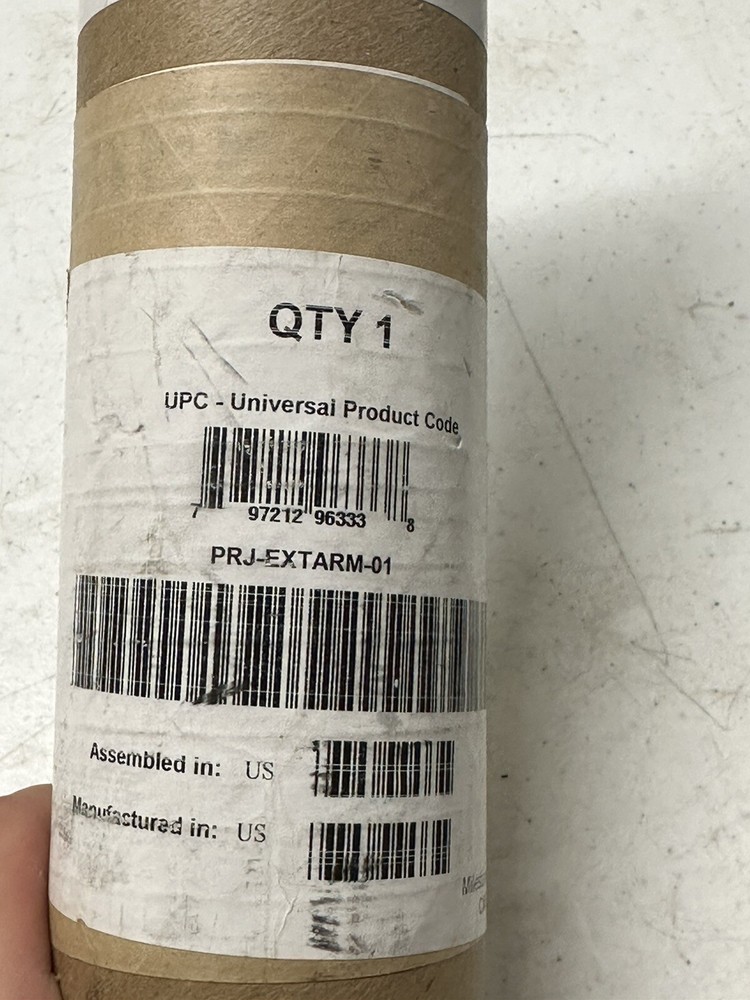 QTY 1
UPC - Universal Product Code
7 97212 96333 8
PRJ-EXTARM-01
Assembled in: US
Manufactured in: US